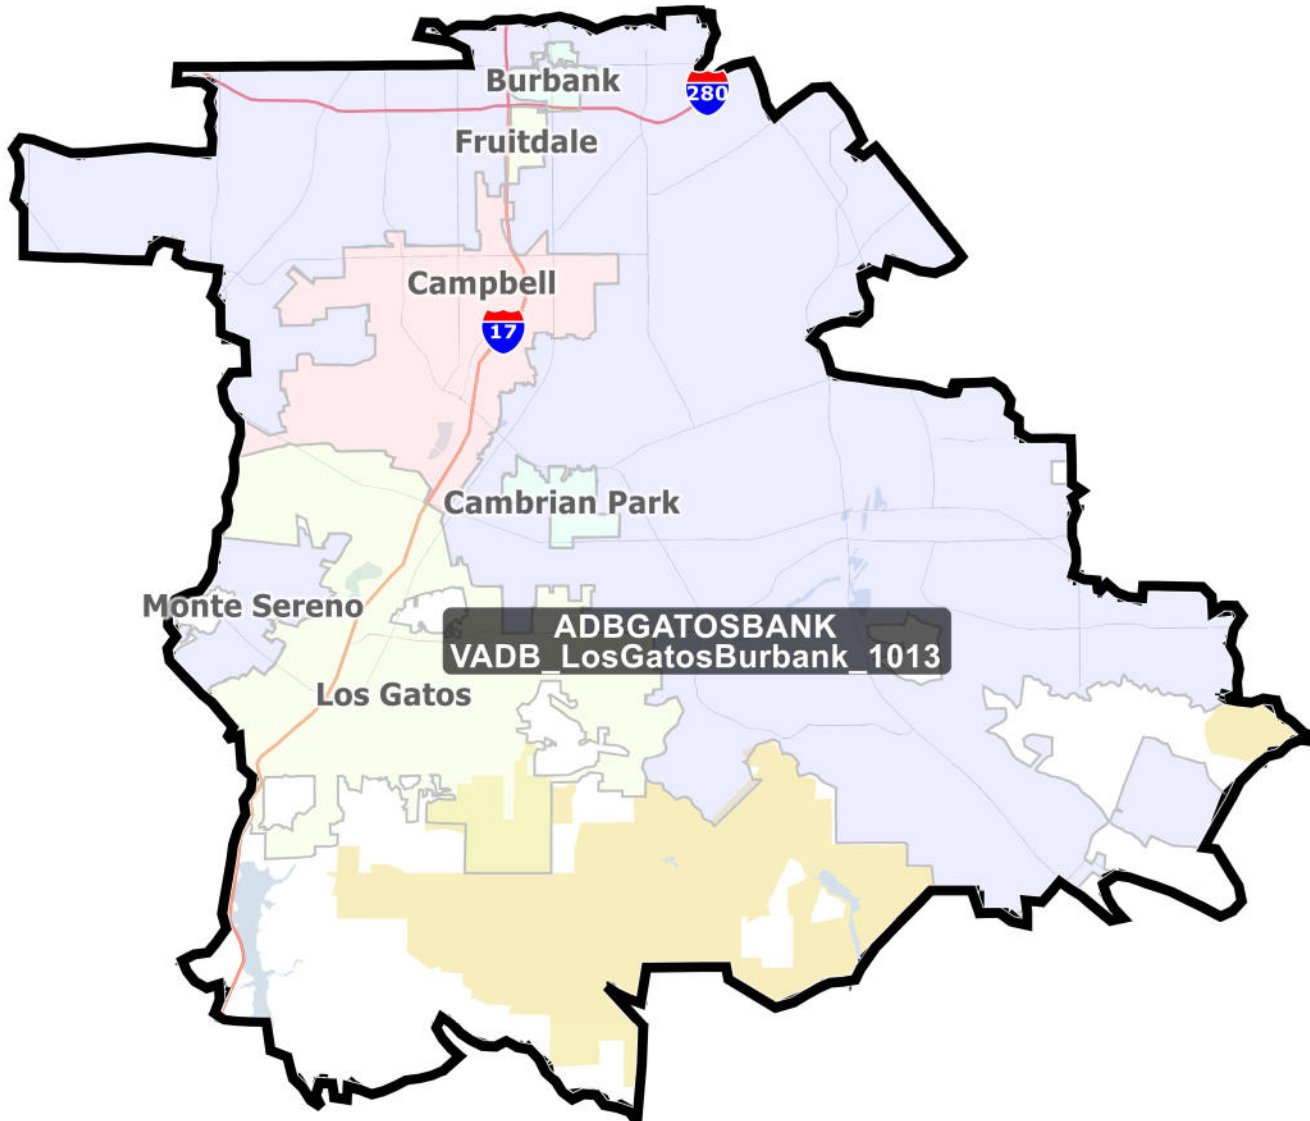 Burbank
280
Fruitdale
Campbell
17
Cambrian Park
Monte Sereno
ADBGATOSBANK
VADB_LosGatosBurbank_1013
Los Gatos